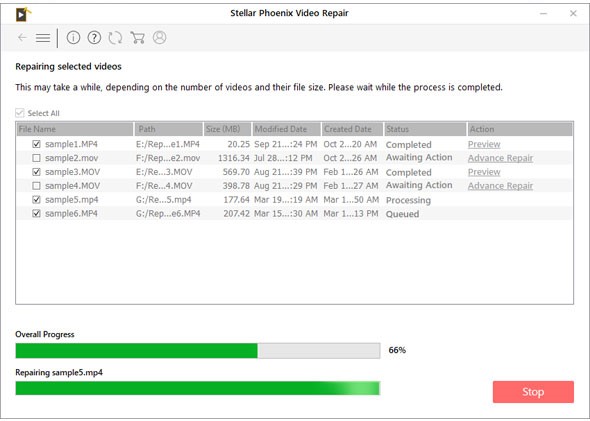 Stellar Phoenix Video Repair
Repairing selected videos
This may take a while, depending on the number of videos and their file size. Please wait while the process is completed.
Select All
File Name Path Size (MB) Modified Date Created Date Status Action
sample1.MP4 E:/Rep...e1.MP4 20.25 Sep 21...:24 PM Oct 2...20 AM Completed Preview
sample2.mov F:/Rep...e2.mov 1316.34 Jul 28...:12 PM Oct 2...26 AM Awaiting Action Advance Repair
sample3.MOV E:/Re...3.MOV 569.70 Aug 21...:39 PM Feb 1...26 AM Completed Preview
sample4.MOV F:/Re...4.MOV 398.78 Aug 21...:29 PM Feb 1...27 AM Awaiting Action Advance Repair
sample5.mp4 G:/Re...5.mp4 177.64 Mar 19...:19 AM Mar 1...50 AM Processing
sample6.MP4 G:/Rep...e6.MP4 207.42 Mar 15...:30 AM Mar 1...13 PM Queued
Overall Progress
66%
Repairing sample5.mp4
Stop